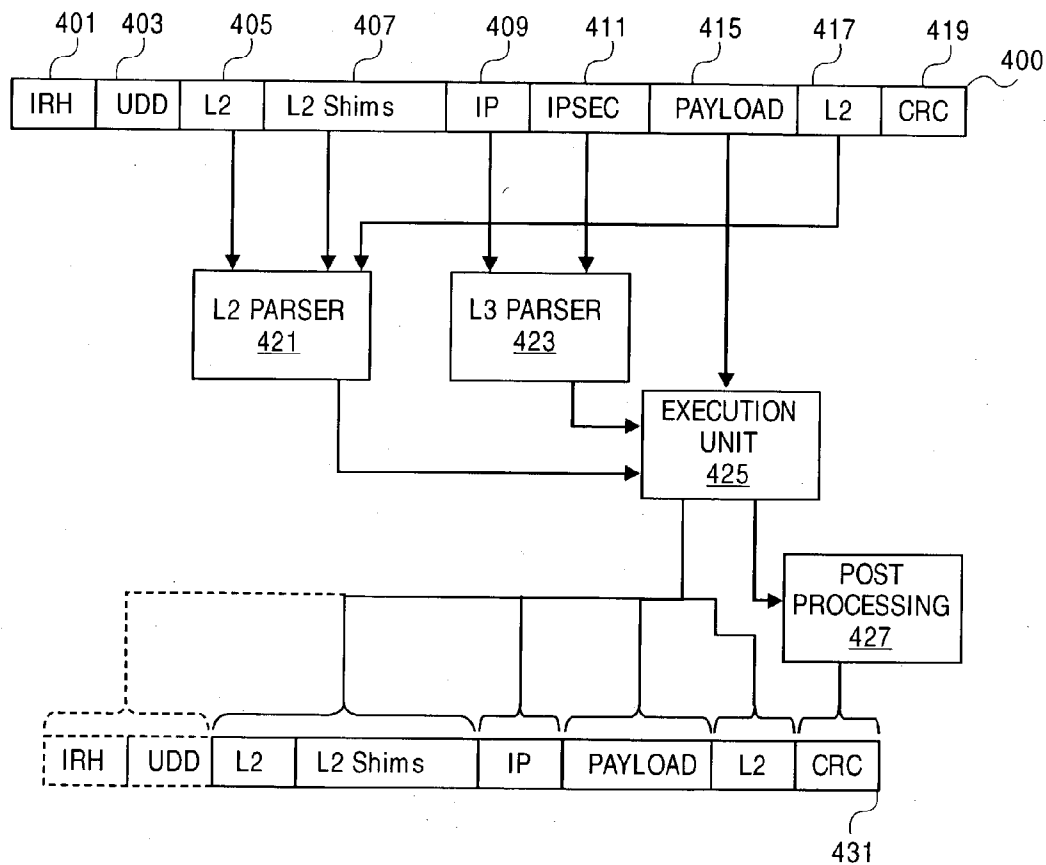 401 403 405 407 409 411 415 417 419 400
IRH UDD L2 L2 Shims IP IPSEC PAYLOAD L2 CRC
L2 PARSER
421
L3 PARSER
423
EXECUTION
UNIT
425
POST
PROCESSING
427
IRH UDD L2 L2 Shims IP PAYLOAD L2 CRC
431